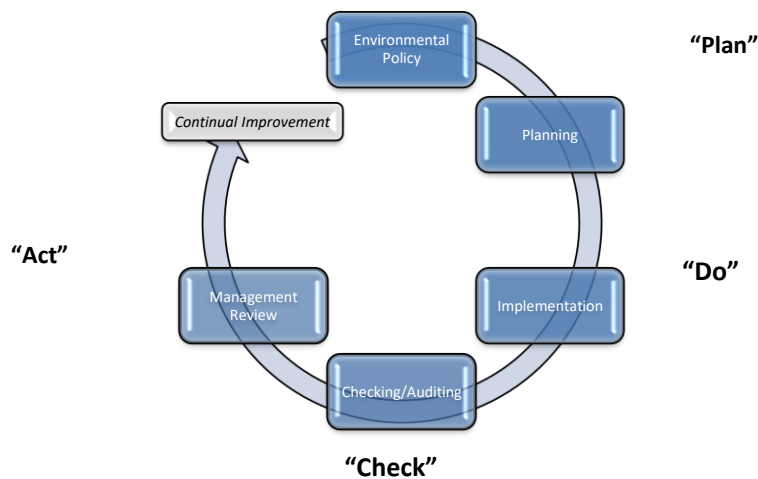 Environmental
Policy
“Plan”
Continual Improvement
Planning
“Act”
“Do”
Management
Review
Implementation
Checking/Auditing
“Check”